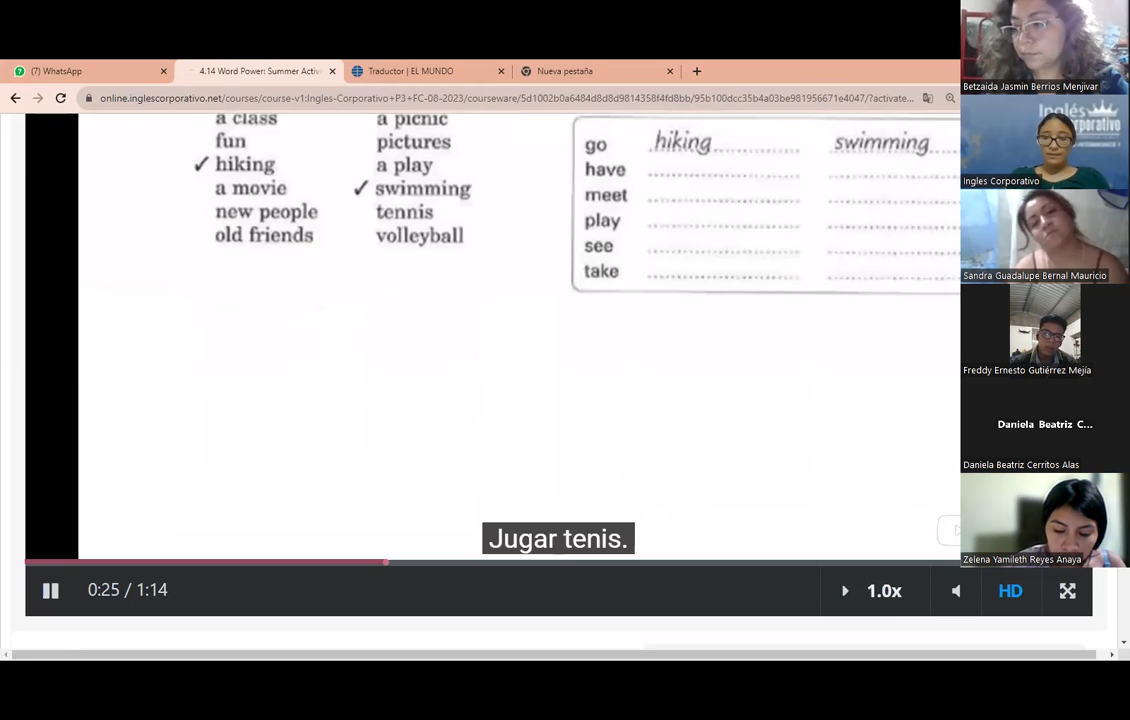 (7) WhatsApp
4.14 Word Power: Summer Activ
Traductor | EL MUNDO
Nueva pestaña
online.inglescorporativo.net/courses/course-v1:Ingles-Corporativo+P3+FC-08-2023/courseware/5d1002b0a6484d8d8d9814358f4fd8bb/95b100dcc35b4a03be981956671e4047/?activate...
a class
a picnic
fun
pictures
✓ hiking
a play
a movie
✓ swimming
new people
tennis
old friends
volleyball
go hiking swimming
have
meet
play
see
take
Jugar tenis.
0:25 / 1:14
1.0x
HD
Betzaida Jasmin Berrios Menjivar
Inglés
Ingles Corporativo
Sandra Guadalupe Bernal Mauricio
Freddy Ernesto Gutiérrez Mejía
Daniela Beatriz C...
Daniela Beatriz Cerritos Alas
Zelena Yamileth Reyes Anaya